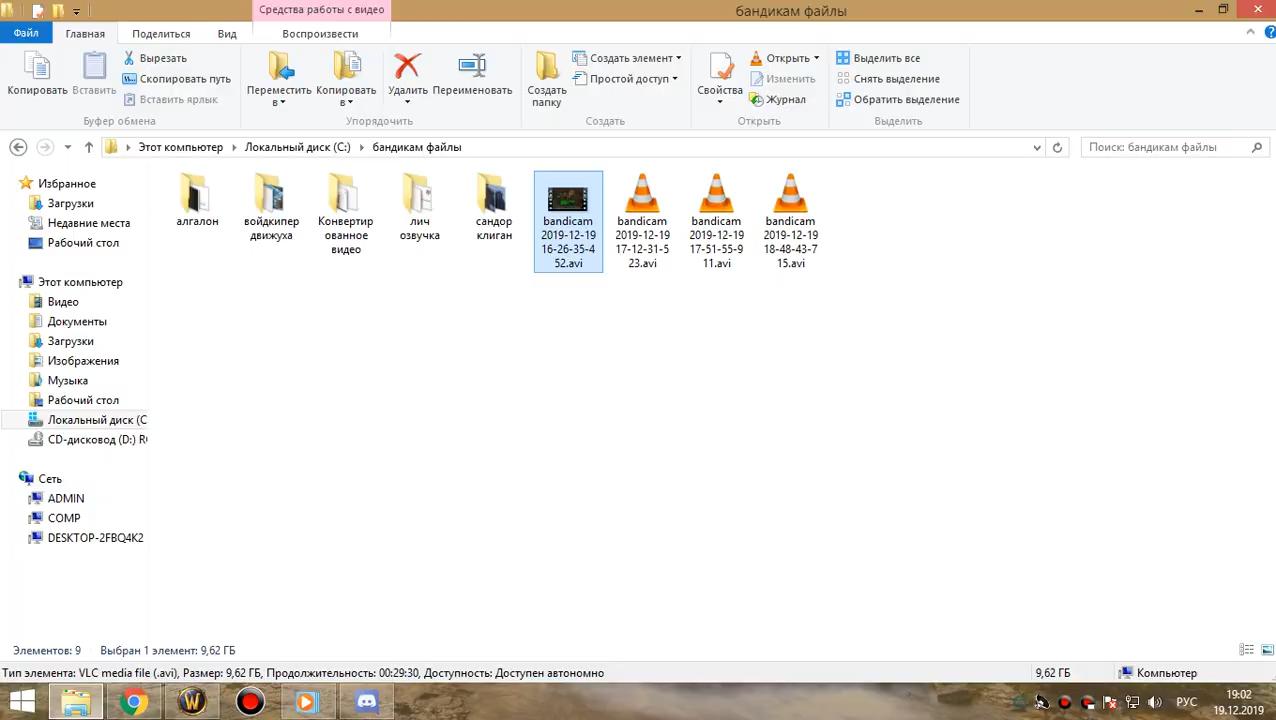 Средства работы с видео
бандикам файлы
Файл
Главная
Поделиться
Вид
Воспроизвести
Копировать
Вставить
Вырезать
Скопировать путь
Вставить ярлык
Переместить в
Копировать в
Удалить
Переименовать
Создать папку
Создать элемент
Простой доступ
Свойства
Открыть
Изменить
Журнал
Выделить все
Снять выделение
Обратить выделение
Буфер обмена
Упорядочить
Создать
Открыть
Выделить
Этот компьютер
Локальный диск (C:)
бандикам файлы
Поиск: бандикам файлы
Избранное
Загрузки
Недавние места
Рабочий стол
Этот компьютер
Видео
Документы
Загрузки
Изображения
Музыка
Рабочий стол
Локальный диск (C
CD-дисковод (D:) R
Сеть
ADMIN
COMP
DESKTOP-2FBQ4K2
алгалон
войдкипер
движуха
Конвертир
ованное
видео
лич
озвучка
сандор
клиган
bandicam
2019-12-19
16-26-35-4
52.avi
bandicam
2019-12-19
17-12-31-5
23.avi
bandicam
2019-12-19
17-51-55-9
11.avi
bandicam
2019-12-19
18-48-43-7
15.avi
Элементов: 9
Выбран 1 элемент: 9,62 ГБ
Тип элемента: VLC media file (.avi), Размер: 9,62 ГБ, Продолжительность: 00:29:30, Доступность: Доступен автономно
9,62 ГБ
Компьютер
РУС
19:02
19.12.2019